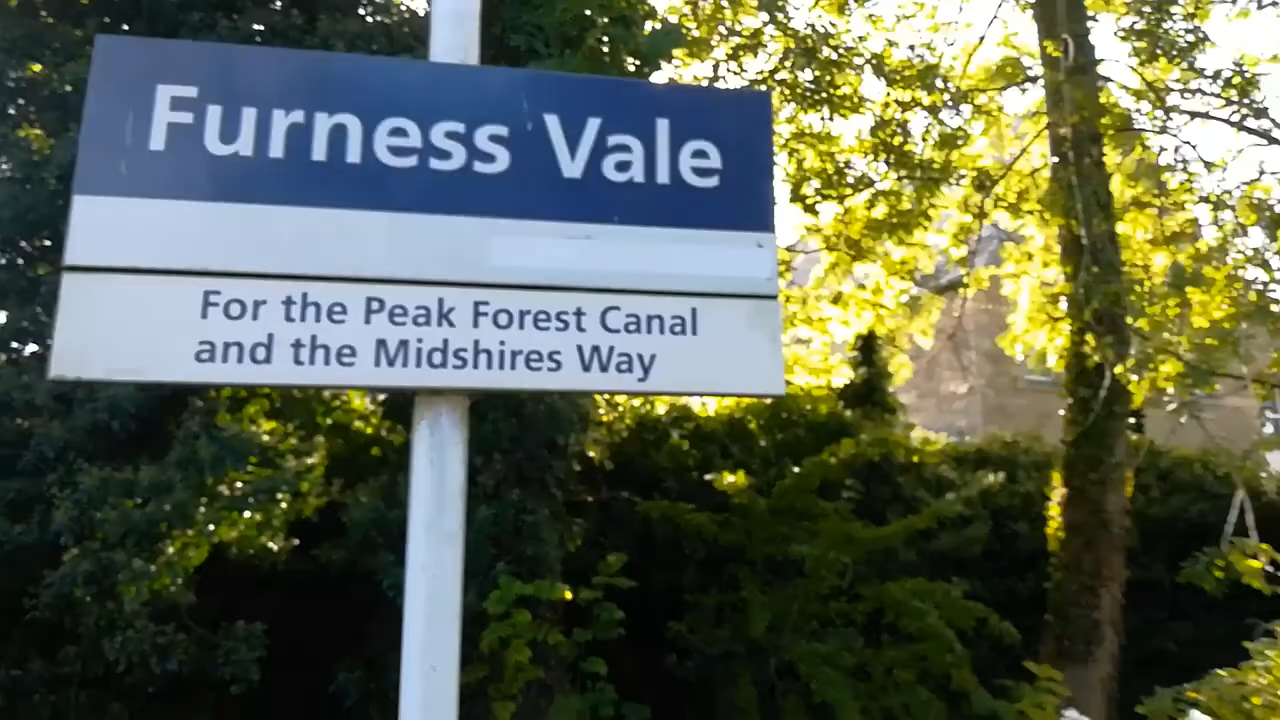 Furness Vale
For the Peak Forest Canal
and the Midshires Way